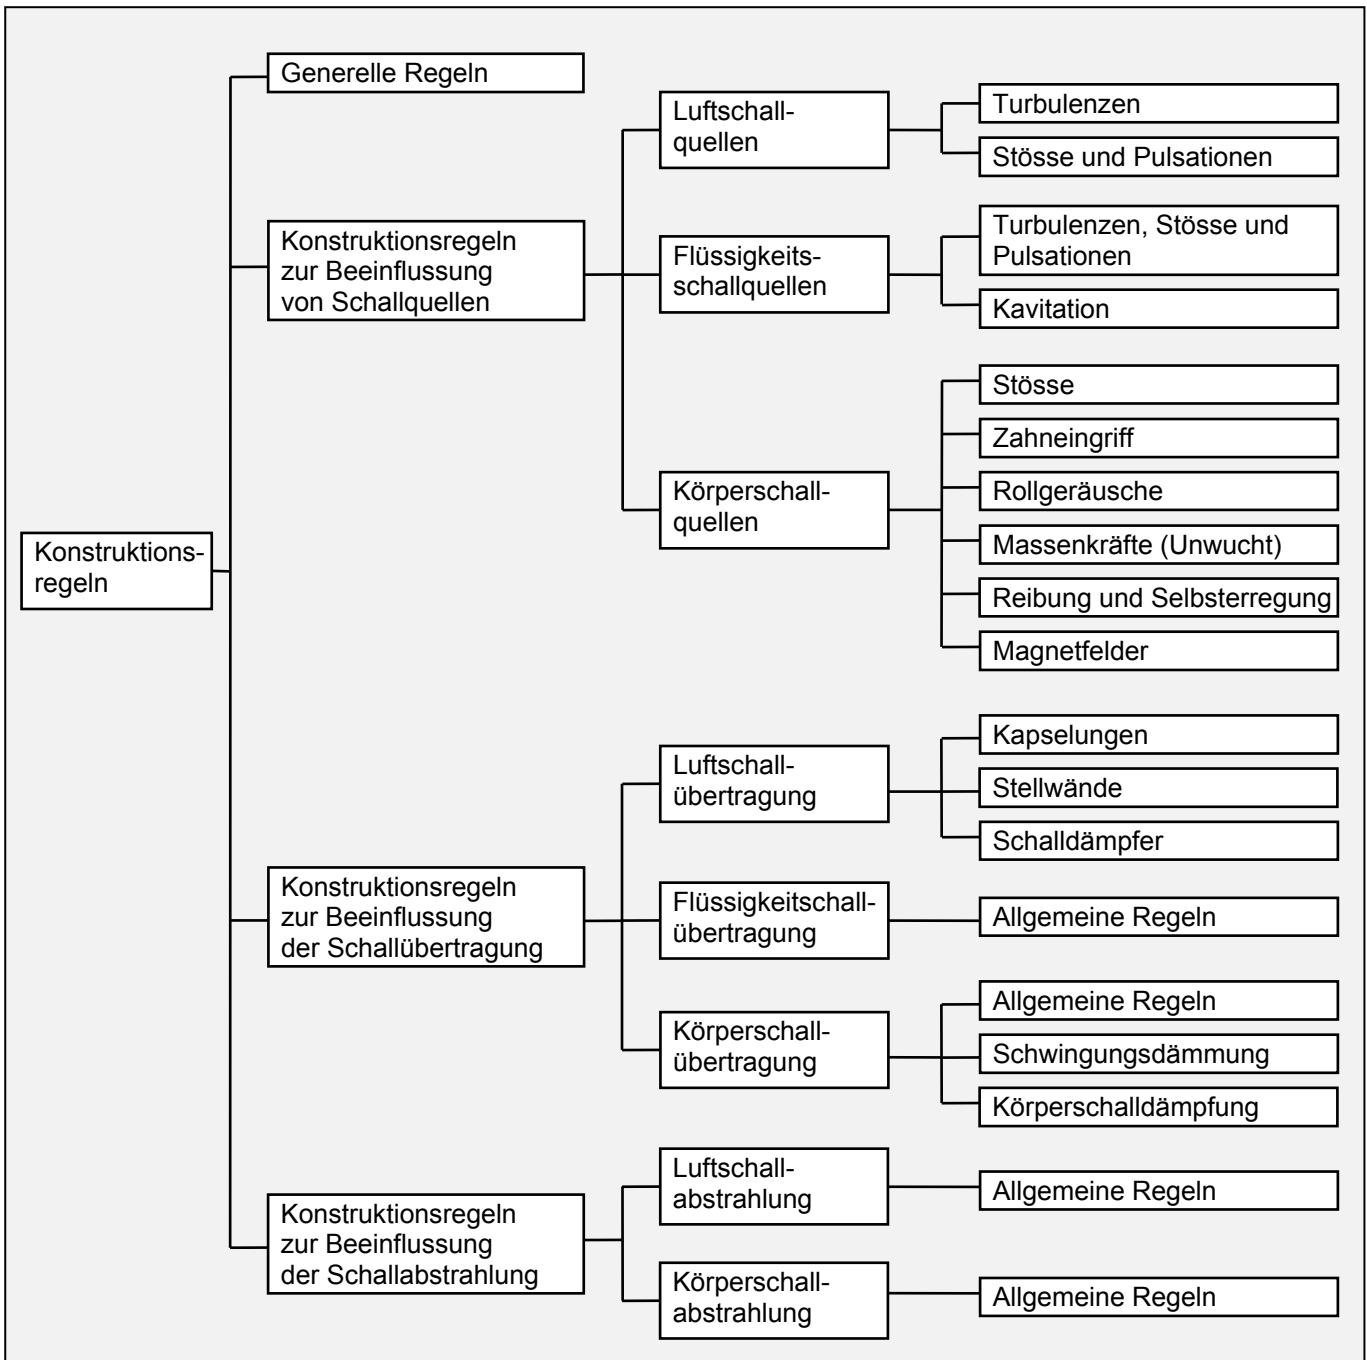 Konstruktions-
regeln
Generelle Regeln
Konstruktionsregeln
zur Beeinflussung
von Schallquellen
Luftschall-
quellen
Turbulenzen
Stösse und Pulsationen
Flüssigkeits-
schallquellen
Turbulenzen, Stösse und
Pulsationen
Kavitation
Körperschall-
quellen
Stösse
Zahneingriff
Rollgeräusche
Massenkräfte (Unwucht)
Reibung und Selbsterregung
Magnetfelder
Konstruktionsregeln
zur Beeinflussung
der Schallübertragung
Luftschall-
übertragung
Kapselungen
Stellwände
Schalldämpfer
Flüssigkeitschall-
übertragung
Allgemeine Regeln
Körperschall-
übertragung
Allgemeine Regeln
Schwingungsdämmung
Körperschalldämpfung
Konstruktionsregeln
zur Beeinflussung
der Schallabstrahlung
Luftschall-
abstrahlung
Allgemeine Regeln
Körperschall-
abstrahlung
Allgemeine Regeln